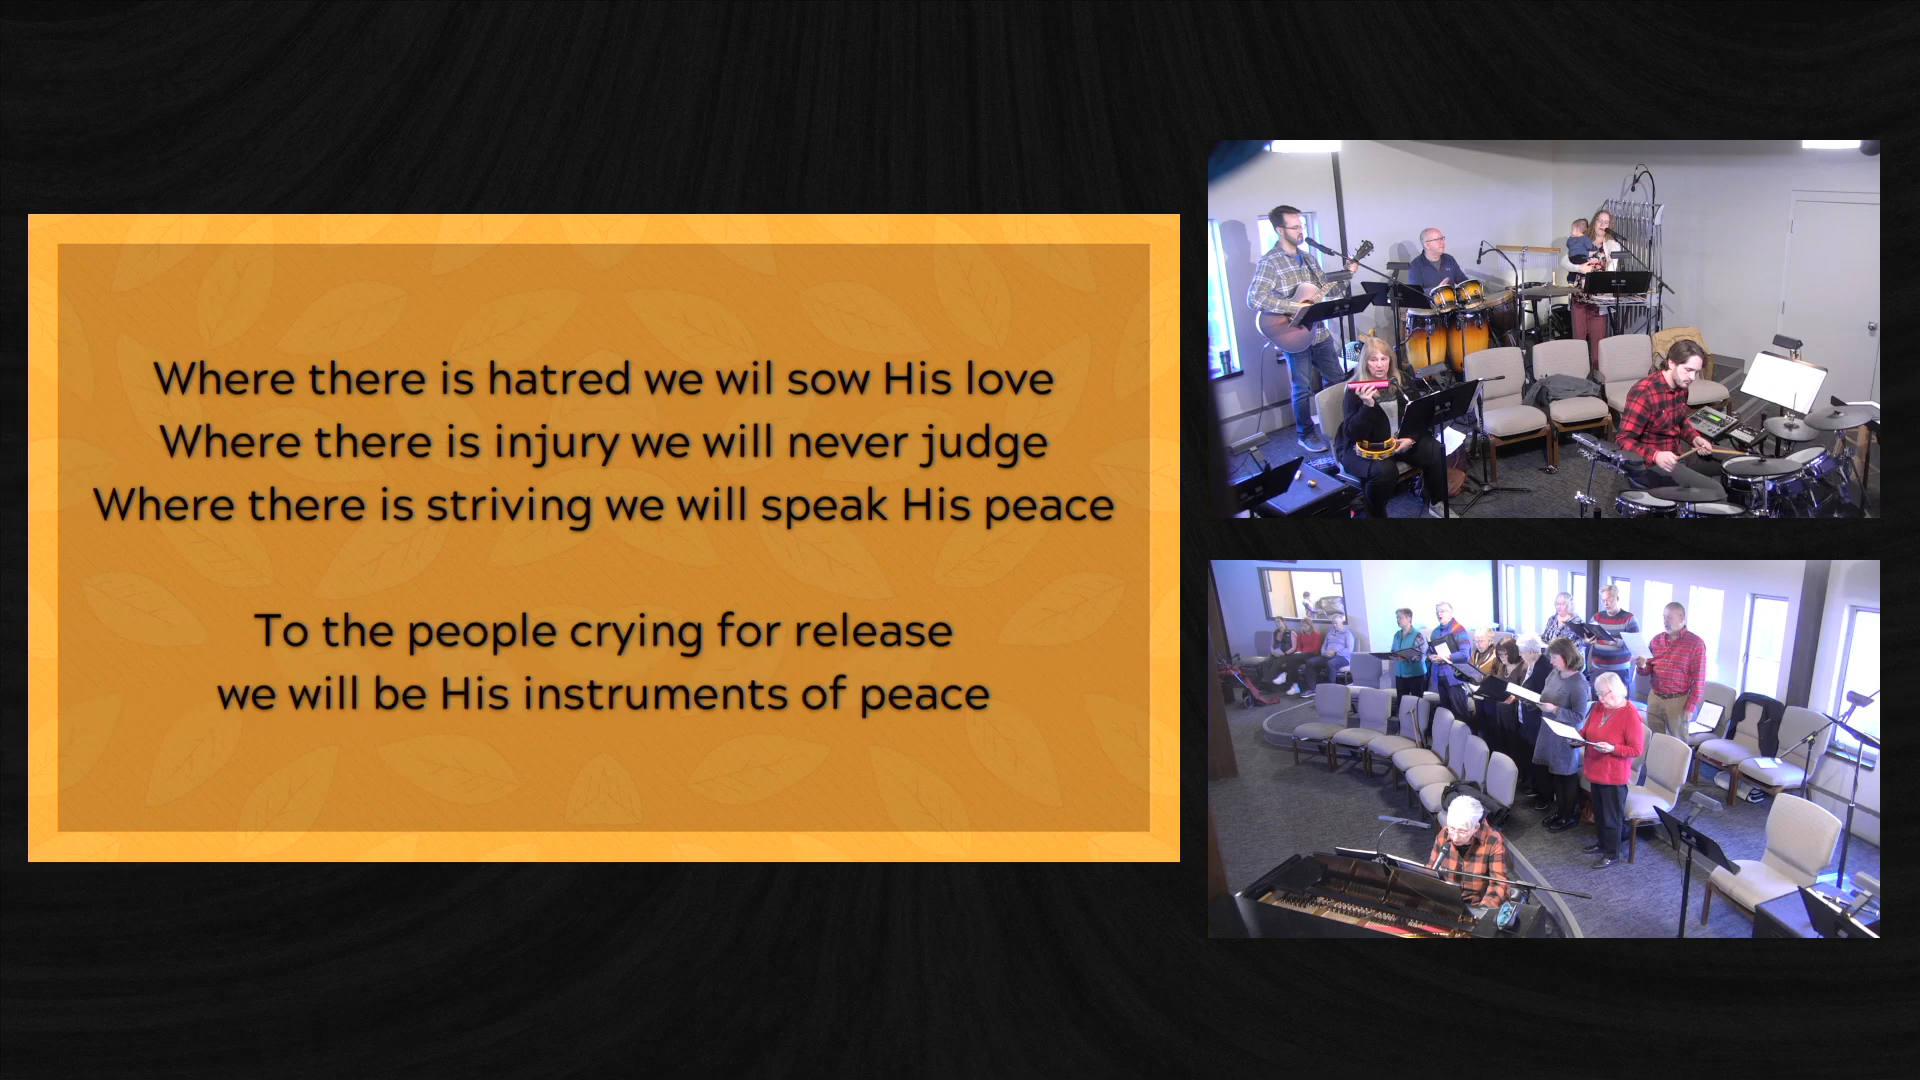 Where there is hatred we wil sow His love
Where there is injury we will never judge
Where there is striving we will speak His peace
To the people crying for release
we will be His instruments of peace